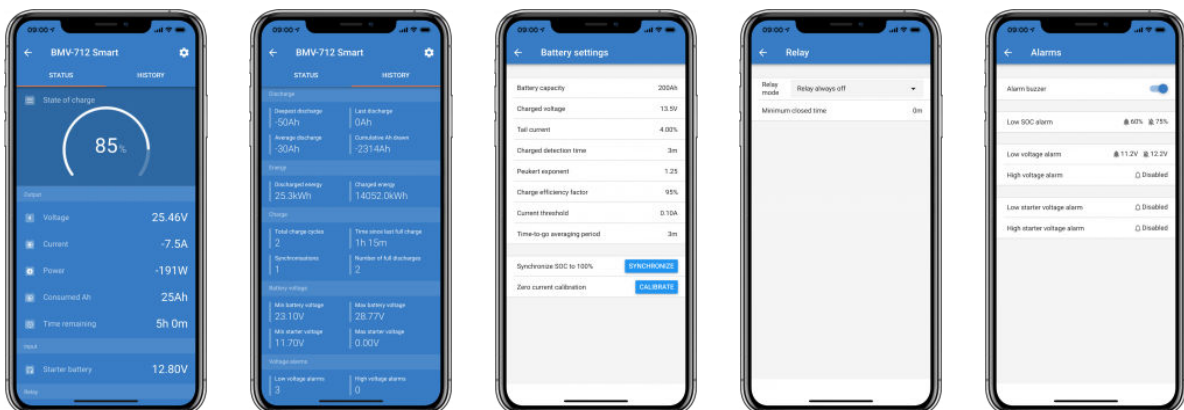 09:00
BMV-712 Smart
STATUS HISTORY
State of charge
85%
Output
Voltage 25.46V
Current -7.5A
Power -191W
Consumed Ah 25Ah
Time remaining 5h 0m
Input
Starter battery 12.80V
Relay
09:00
BMV-712 Smart
STATUS HISTORY
Discharge
Deepest discharge Last discharge
-50Ah 0Ah
Average discharge Cumulative Ah drawn
-30Ah -2314Ah
Energy
Discharged energy Charged energy
25.3kWh 14052.0kWh
Charge
Total charge cycles Time since last full charge
2 1h 15m
Synchronisations Number of full discharges
1 2
Battery voltage
Min battery voltage Max battery voltage
23.10V 28.77V
Min starter voltage Max starter voltage
11.70V 0.00V
Voltage alarms
Low voltage alarms High voltage alarms
3 0
09:00
Battery settings
Battery capacity 200Ah
Charged voltage 13.5V
Tail current 4.00%
Charged detection time 3m
Peukert exponent 1.25
Charge efficiency factor 95%
Current threshold 0.10A
Time-to-go averaging period 3m
Synchronize SOC to 100% SYNCHRONIZE
Zero current calibration CALIBRATE
09:00
Relay
Relay mode Relay always off
Minimum closed time 0m
09:00
Alarms
Alarm buzzer
Low SOC alarm 60% 75%
Low voltage alarm 11.2V 12.2V
High voltage alarm Disabled
Low starter voltage alarm Disabled
High starter voltage alarm Disabled